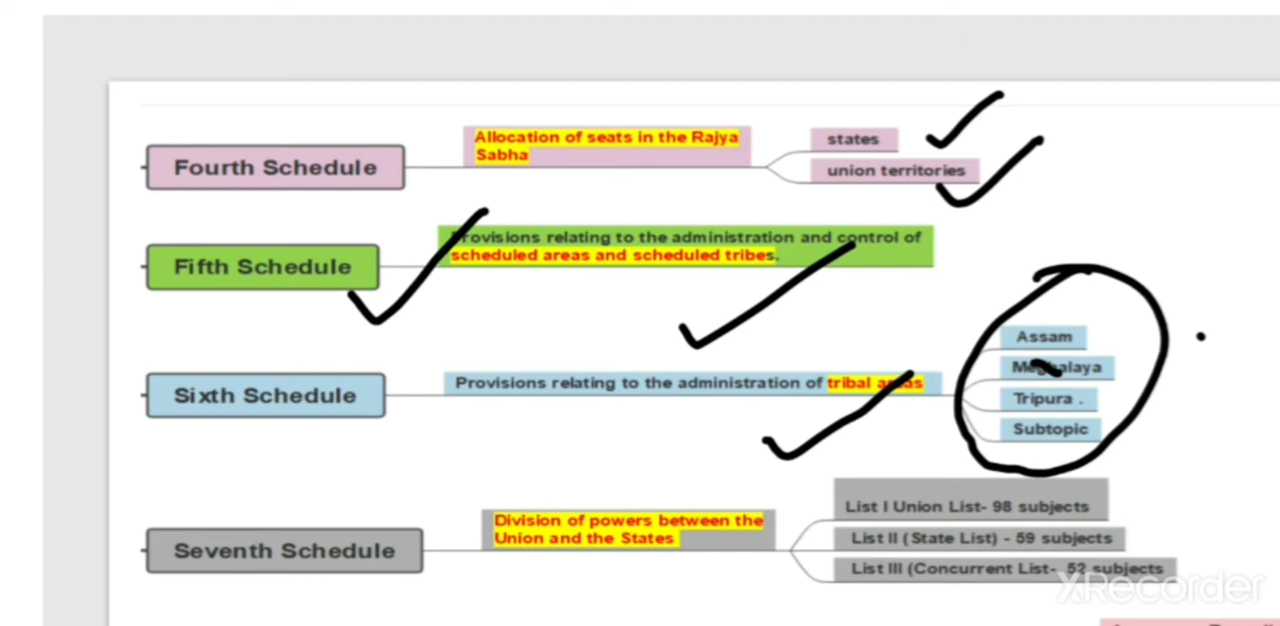 Fourth Schedule
Allocation of seats in the Rajya
Sabha
states
union territories
Fifth Schedule
Provisions relating to the administration and control of
scheduled areas and scheduled tribes.
Sixth Schedule
Provisions relating to the administration of tribal areas
Assam
Meghalaya
Tripura .
Subtopic
Seventh Schedule
Division of powers between the
Union and the States
List I Union List- 98 subjects
List II (State List) - 59 subjects
List III (Concurrent List- 52 subjects
XRecorder